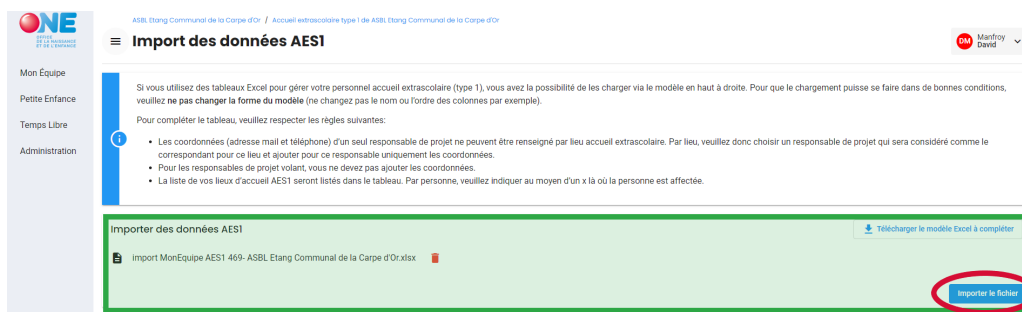 ONE
OFFICE
DE LA NAISSANCE
ET DE L'ENFANCE
ASBL Etang Communal de la Carpe d'Or / Accueil extrascolaire type 1 de ASBL Etang Communal de la Carpe d'Or
Import des données AES1
DM
Manfroy
David
Mon Équipe
Petite Enfance
Temps Libre
Administration
Si vous utilisez des tableaux Excel pour gérer votre personnel accueil extrascolaire (type 1), vous avez la possibilité de les charger via le modèle en haut à droite. Pour que le chargement puisse se faire dans de bonnes conditions,
veuillez ne pas changer la forme du modèle (ne changez pas le nom ou l'ordre des colonnes par exemple).
Pour compléter le tableau, veuillez respecter les règles suivantes:
• Les coordonnées (adresse mail et téléphone) d'un seul responsable de projet ne peuvent être renseigné par lieu accueil extrascolaire. Par lieu, veuillez donc choisir un responsable de projet qui sera considéré comme le
correspondant pour ce lieu et ajouter pour ce responsable uniquement les coordonnées.
• Pour les responsables de projet volant, vous ne devez pas ajouter les coordonnées.
• La liste de vos lieux d'accueil AES1 seront listés dans le tableau. Par personne, veuillez indiquer au moyen d'un x là où la personne est affectée.
Importer des données AES1
Télécharger le modèle Excel à compléter
import MonEquipe AES1 469- ASBL Etang Communal de la Carpe d'Or.xlsx
Importer le fichier